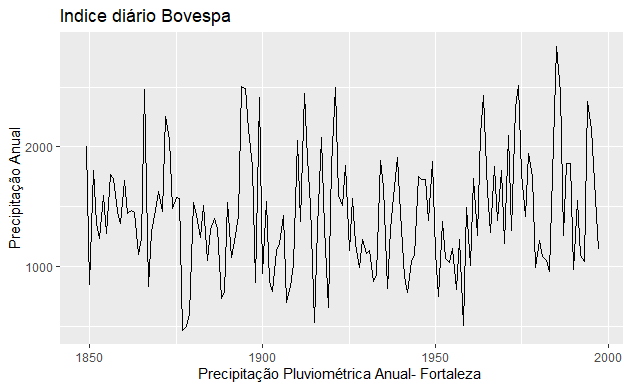 Indice diário Bovespa
Precipitação Anual
2000
1000
1850
1900
1950
2000
Precipitação Pluviométrica Anual- Fortaleza